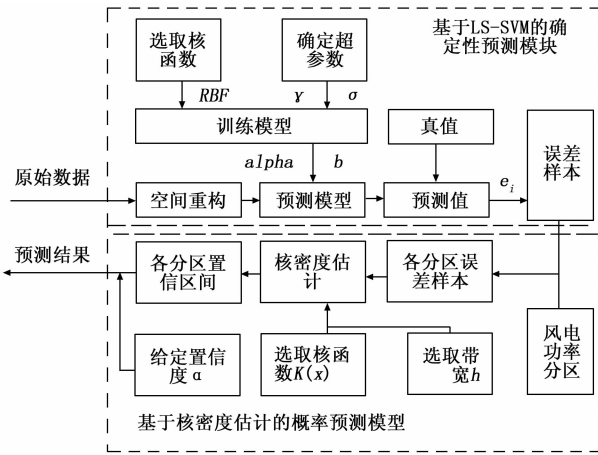 选取核
函数
确定超
参数
基于LS-SVM的确
定性预测模块
RBF
γ
σ
训练模型
真值
误差
样本
alpha
b
原始数据
空间重构
预测模型
预测值
e_i
预测结果
各分区置
信区间
核密度估
计
各分区误
差样本
风电
功率
分区
给定置信
度α
选取核函
数K(x)
选取带
宽h
基于核密度估计的概率预测模型